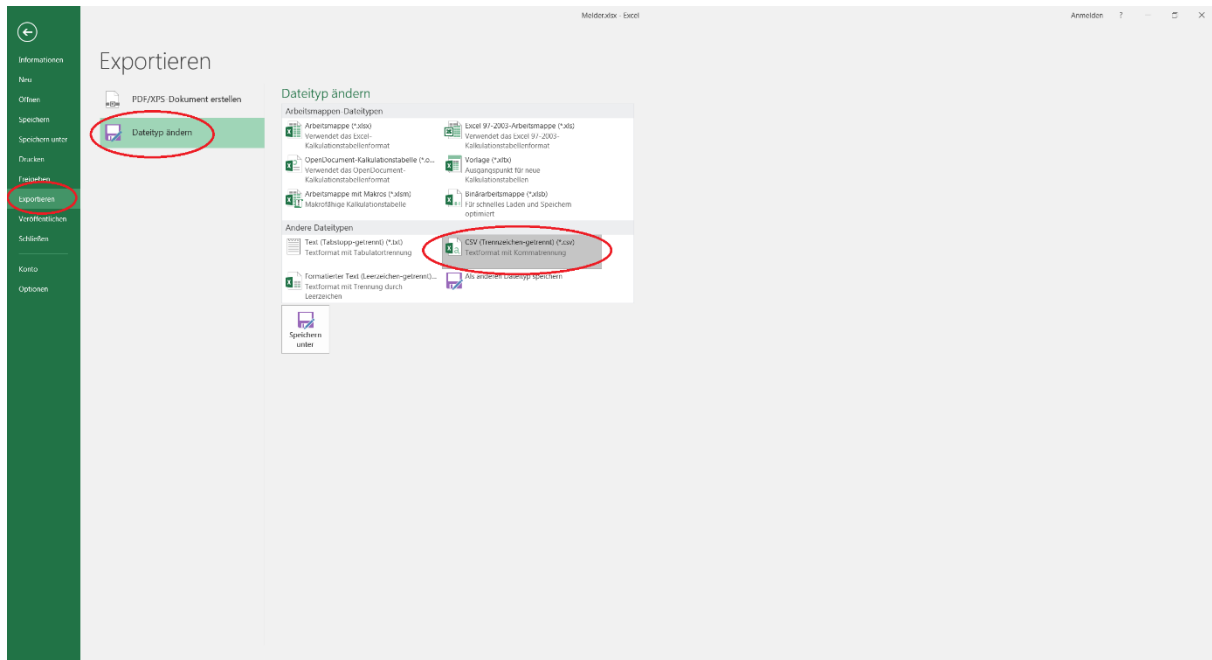 Melder.xlsx - Excel
Anmelden ?
Informationen
Neu
Öffnen
Speichern
Speichern unter
Drucken
Freigeben
Exportieren
Veröffentlichen
Schließen
Konto
Optionen
Exportieren
PDF/XPS-Dokument erstellen
Dateityp ändern
Dateityp ändern
Arbeitsmappen-Dateitypen
Arbeitsmappe (*.xlsx)
Verwendet das Excel-
Kalkulationstabellenformat
Excel 97-2003-Arbeitsmappe (*.xls)
Verwendet das Excel 97-2003-
Kalkulationstabellenformat
OpenDocument-Kalkulationstabelle (*.o...
Verwendet das OpenDocument-
Kalkulationstabellenformat
Vorlage (*.xltx)
Ausgangspunkt für neue
Kalkulationstabellen
Arbeitsmappe mit Makros (*.xlsm)
Makrofähige Kalkulationstabelle
Binärarbeitsmappe (*.xlsb)
Für schnelles Laden und Speichern
optimiert
Andere Dateitypen
Text (Tabstopp-getrennt) (*.txt)
Textformat mit Tabulatortrennung
CSV (Trennzeichen-getrennt) (*.csv)
Textformat mit Kommatrennung
Formatierter Text (Leerzeichen-getrennt)...
Textformat mit Trennung durch
Leerzeichen
Als anderen Dateityp speichern
Speichern
unter